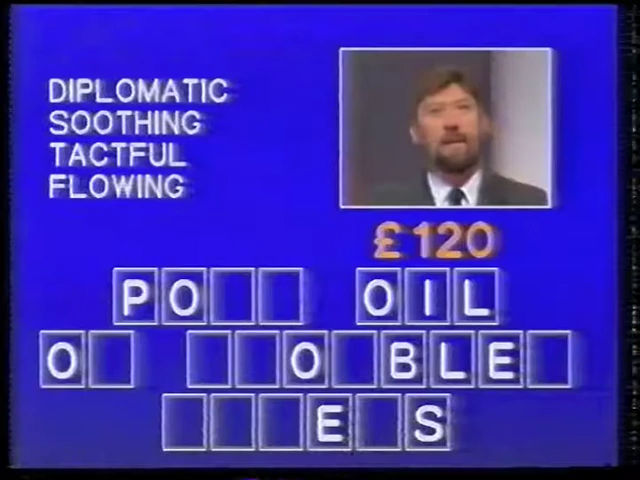 DIPLOMATIC
SOOTHING
TACTFUL
FLOWING
£120
PO OIL
O O BLE
E S